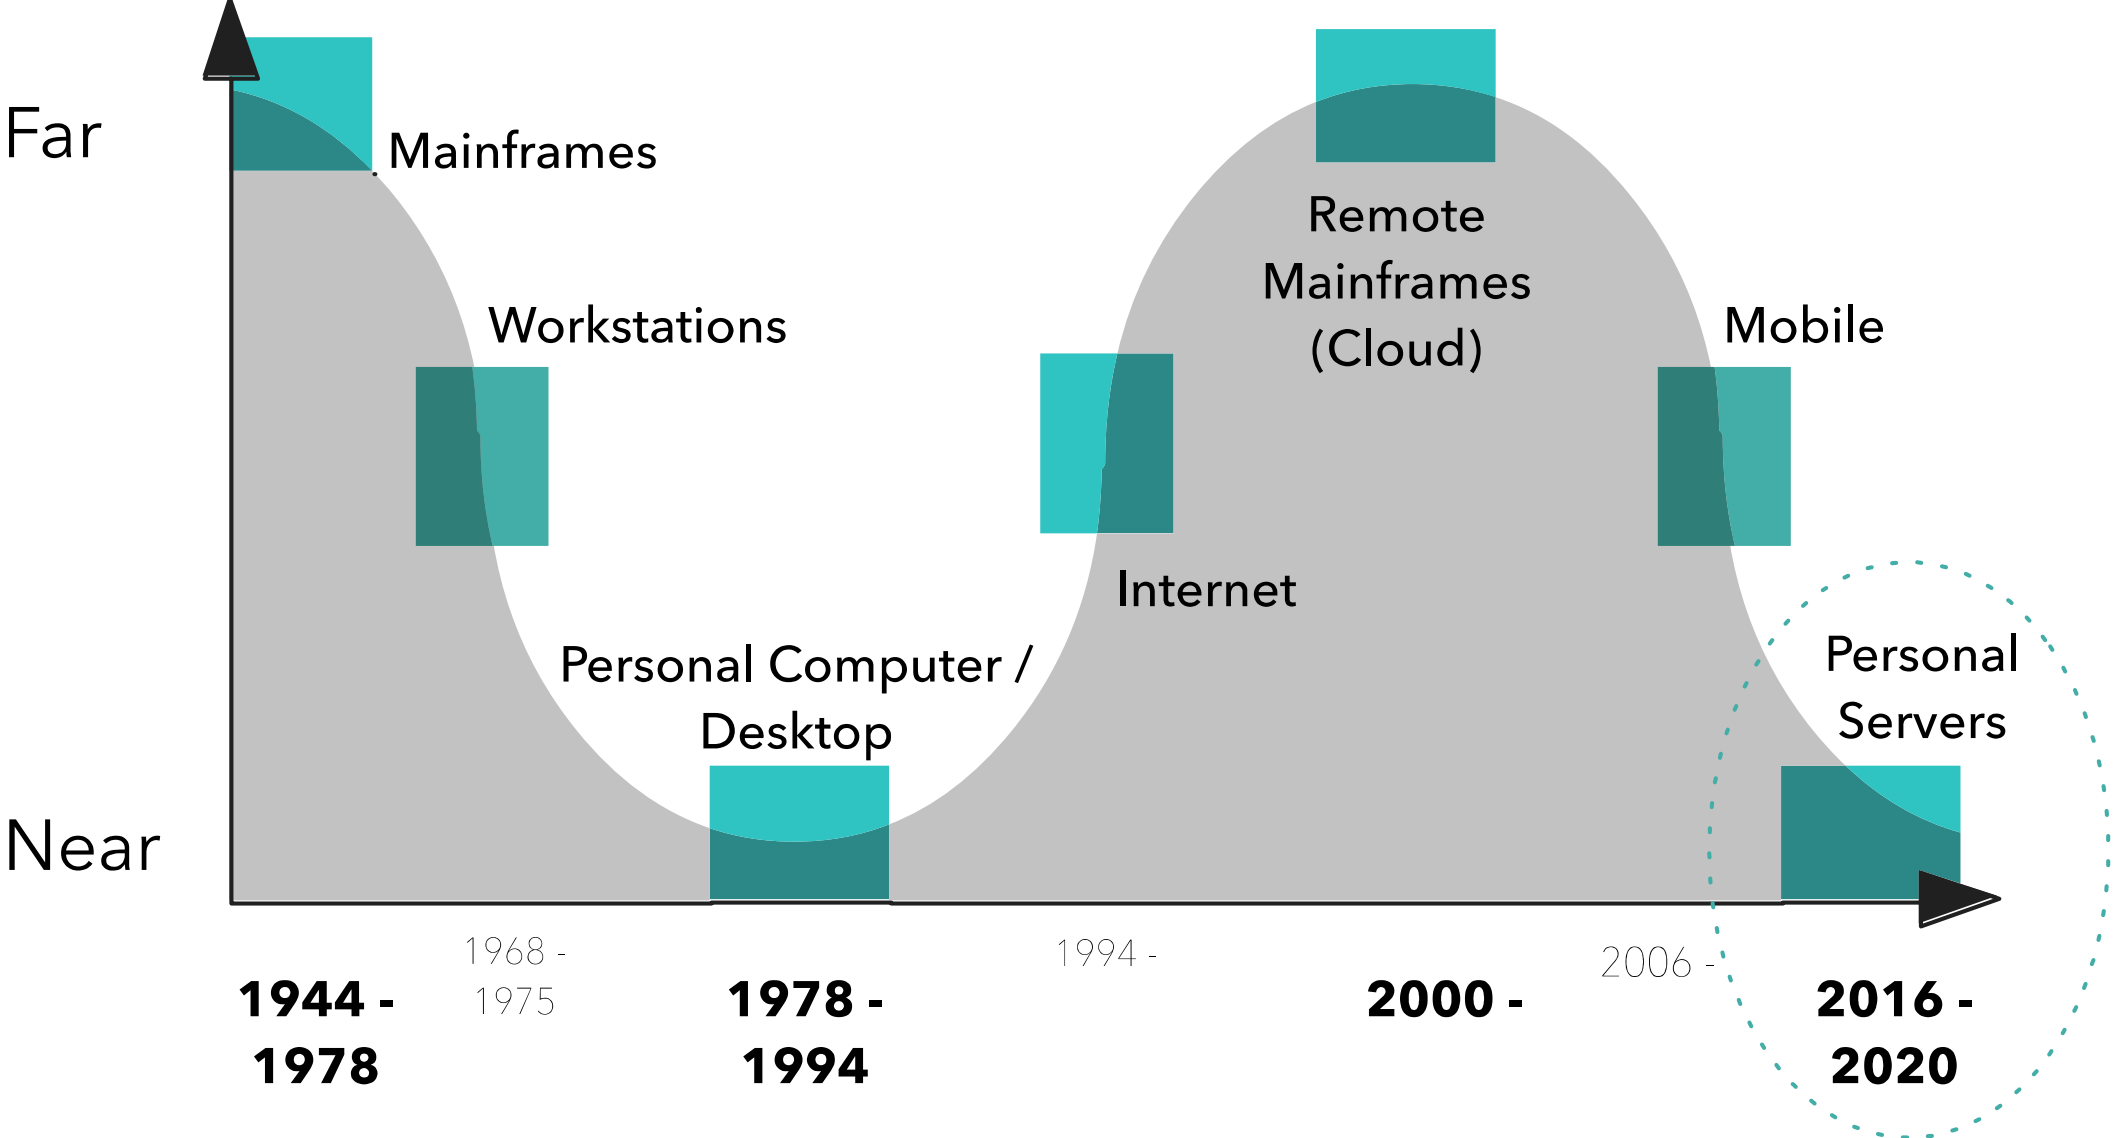 Far
Mainframes
Remote
Mainframes
(Cloud)
Workstations
Mobile
Internet
Personal Computer /
Desktop
Personal
Servers
Near
1968 -
1975
1994 -
2006 -
1944 -
1978
1978 -
1994
2000 -
2016 -
2020